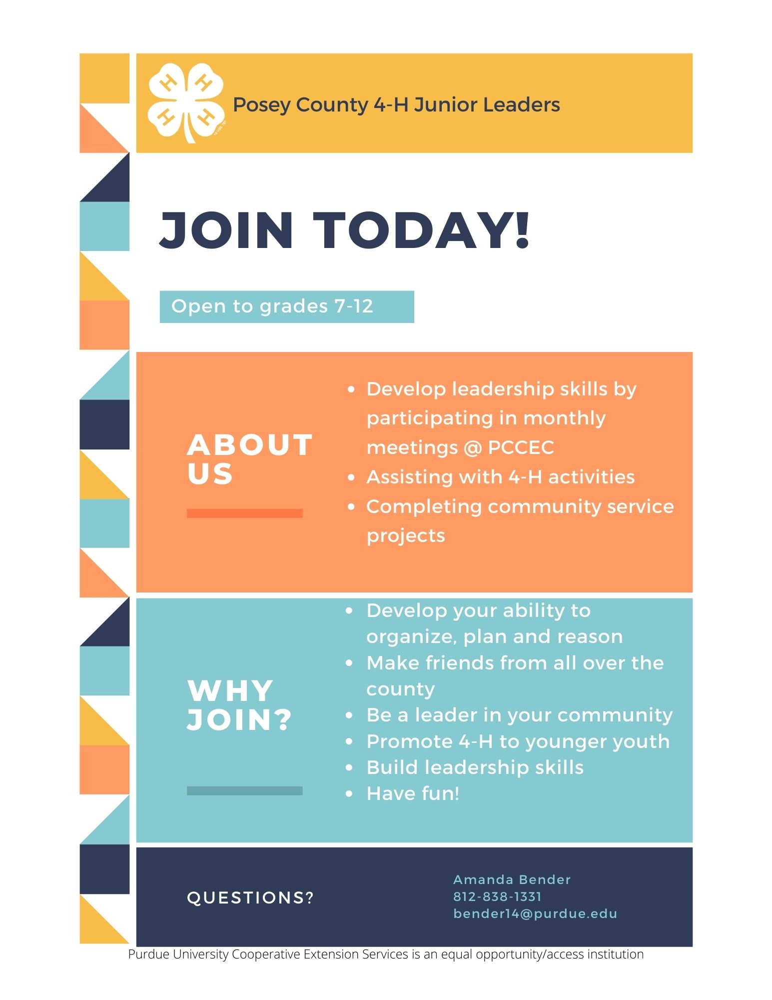 H H
H H
18 USC 707
Posey County 4-H Junior Leaders
JOIN TODAY!
Open to grades 7-12
ABOUT
US
• Develop leadership skills by
participating in monthly
meetings @ PCCEC
• Assisting with 4-H activities
• Completing community service
projects
WHY
JOIN?
• Develop your ability to
organize, plan and reason
• Make friends from all over the
county
• Be a leader in your community
• Promote 4-H to younger youth
• Build leadership skills
• Have fun!
QUESTIONS?
Amanda Bender
812-838-1331
bender14@purdue.edu
Purdue University Cooperative Extension Services is an equal opportunity/access institution